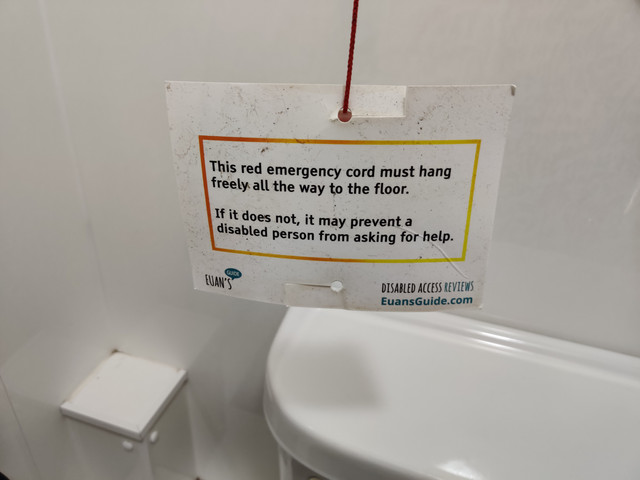 This red emergency cord must hang
freely all the way to the floor.
If it does not, it may prevent a
disabled person from asking for help.
EUAN'S GUIDE
DISABLED ACCESS REVIEWS
EuansGuide.com